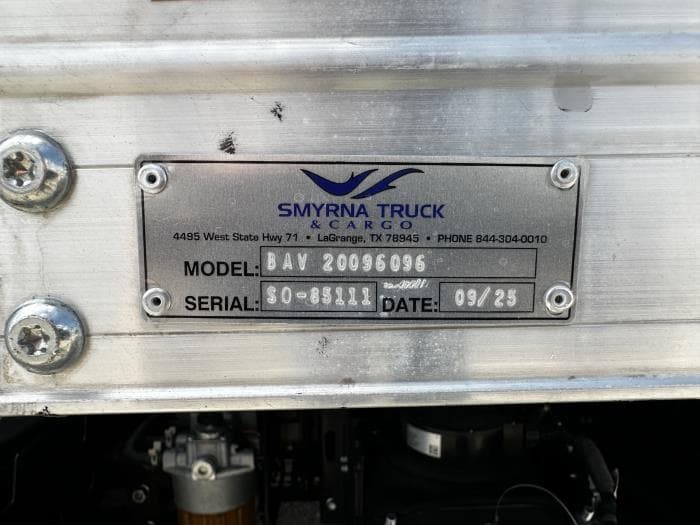 SMYRNA TRUCK
& CARGO
4495 West State Hwy 71 • LaGrange, TX 78945 • PHONE 844-304-0010
MODEL: BAV 20096096
SERIAL: SO-85111 DATE: 09/25